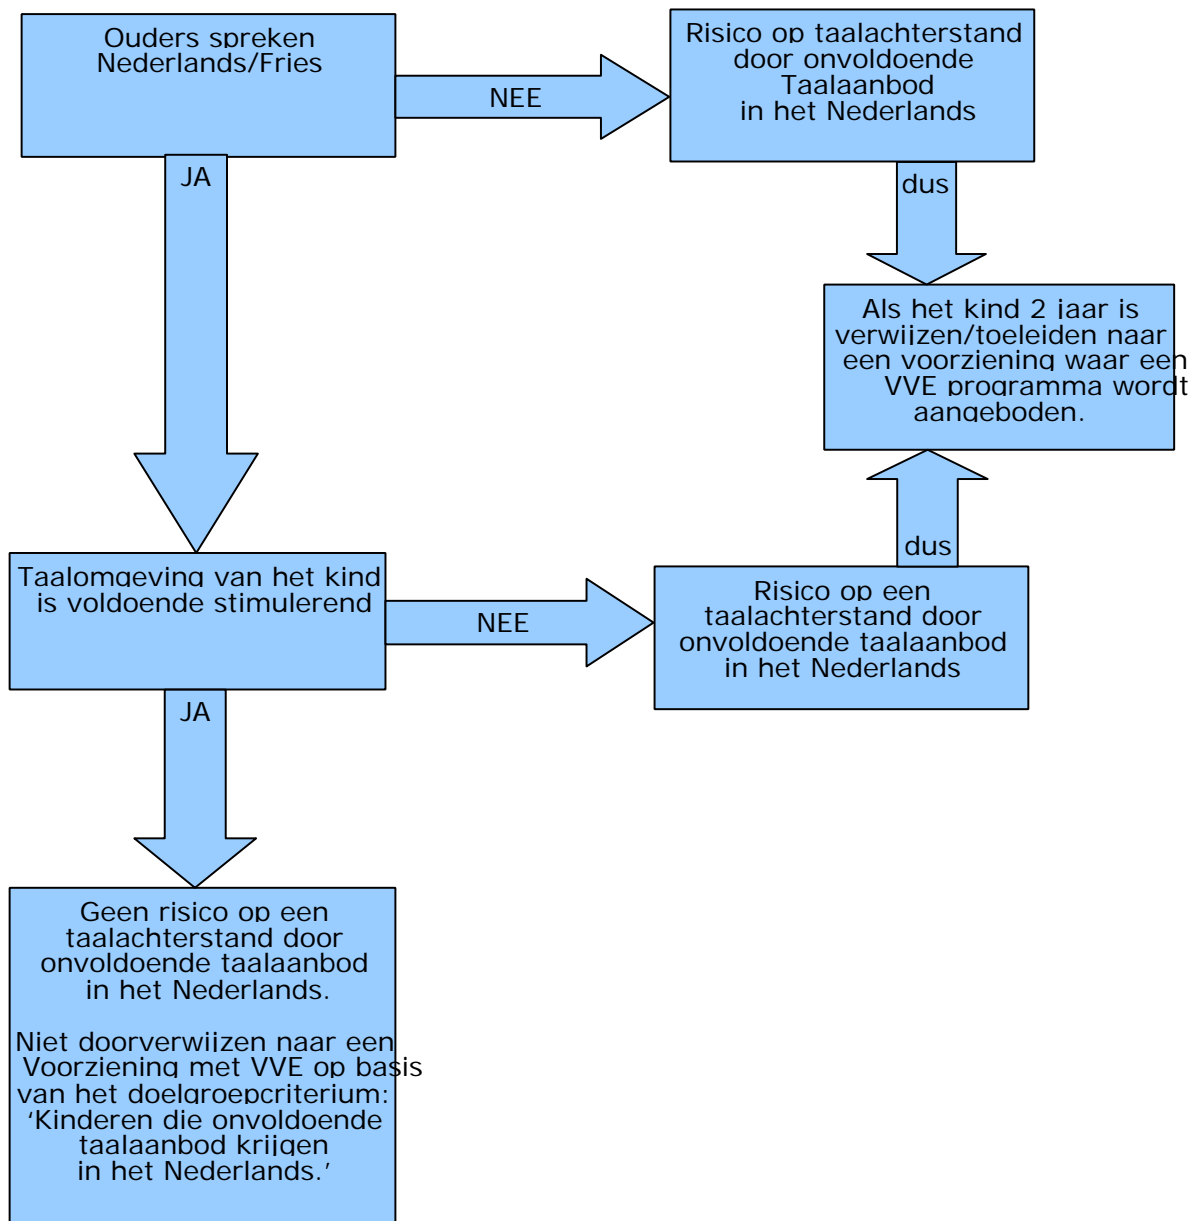 Ouders spreken
Nederlands/Fries
NEE
Risico op taalachterstand
door onvoldoende
Taalaanbod
in het Nederlands
JA
dus
Als het kind 2 jaar is
verwijzen/toeleiden naar
een voorziening waar een
VVE programma wordt
aangeboden.
Taalomgeving van het kind
is voldoende stimulerend
NEE
dus
Risico op een
taalachterstand door
onvoldoende taalaanbod
in het Nederlands
JA
Geen risico op een
taalachterstand door
onvoldoende taalaanbod
in het Nederlands.
Niet doorverwijzen naar een
Voorziening met VVE op basis
van het doelgroepcriterium:
‘Kinderen die onvoldoende
taalaanbod krijgen
in het Nederlands.’